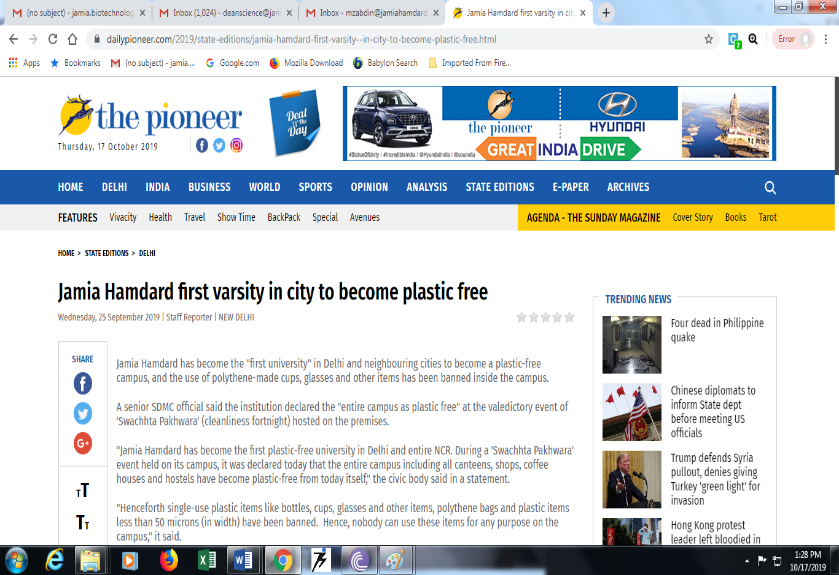 (no subject) - jamia.biotechnolog
Inbox (1,024) - deanscience@jam
Inbox - mzabdin@jamiahamdard
Jamia Hamdard first varsity in cit
dailypioneer.com/2019/state-editions/jamia-hamdard-first-varsity--in-city-to-become-plastic-free.html
Error
Apps Bookmarks (no subject) - jamia.... Google.com Mozilla Download Babylon Search Imported From Fire...
the pioneer
Thursday, 17 October 2019
Deal of the Day
the pioneer
HYUNDAI
GREAT INDIA DRIVE
#StatueOfUnity #IncredibleIndia @HyundaiIndia @souindia
HOME DELHI INDIA BUSINESS WORLD SPORTS OPINION ANALYSIS STATE EDITIONS E-PAPER ARCHIVES
FEATURES Vivacity Health Travel Show Time BackPack Special Avenues
AGENDA - THE SUNDAY MAGAZINE Cover Story Books Tarot
HOME > STATE EDITIONS > DELHI
Jamia Hamdard first varsity in city to become plastic free
Wednesday, 25 September 2019 | Staff Reporter | NEW DELHI
SHARE
G+
TT
TT
Jamia Hamdard has become the "first university" in Delhi and neighbouring cities to become a plastic-free
campus, and the use of polythene-made cups, glasses and other items has been banned inside the campus.
A senior SDMC official said the institution declared the "entire campus as plastic free" at the valedictory event of
'Swachhta Pakhwara' (cleanliness fortnight) hosted on the premises.
"Jamia Hamdard has become the first plastic-free university in Delhi and entire NCR. During a 'Swachhta Pakhwara'
event held on its campus, it was declared today that the entire campus including all canteens, shops, coffee
houses and hostels have become plastic-free from today itself," the civic body said in a statement.
"Henceforth single-use plastic items like bottles, cups, glasses and other items, polythene bags and plastic items
less than 50 microns (in width) have been banned. Hence, nobody can use these items for any purpose on the
campus," it said.
TRENDING NEWS
Four dead in Philippine
quake
Chinese diplomats to
inform State dept
before meeting US
officials
Trump defends Syria
pullout, denies giving
Turkey 'green light' for
invasion
Hong Kong protest
leader left bloodied in
1:28 PM
10/17/2019